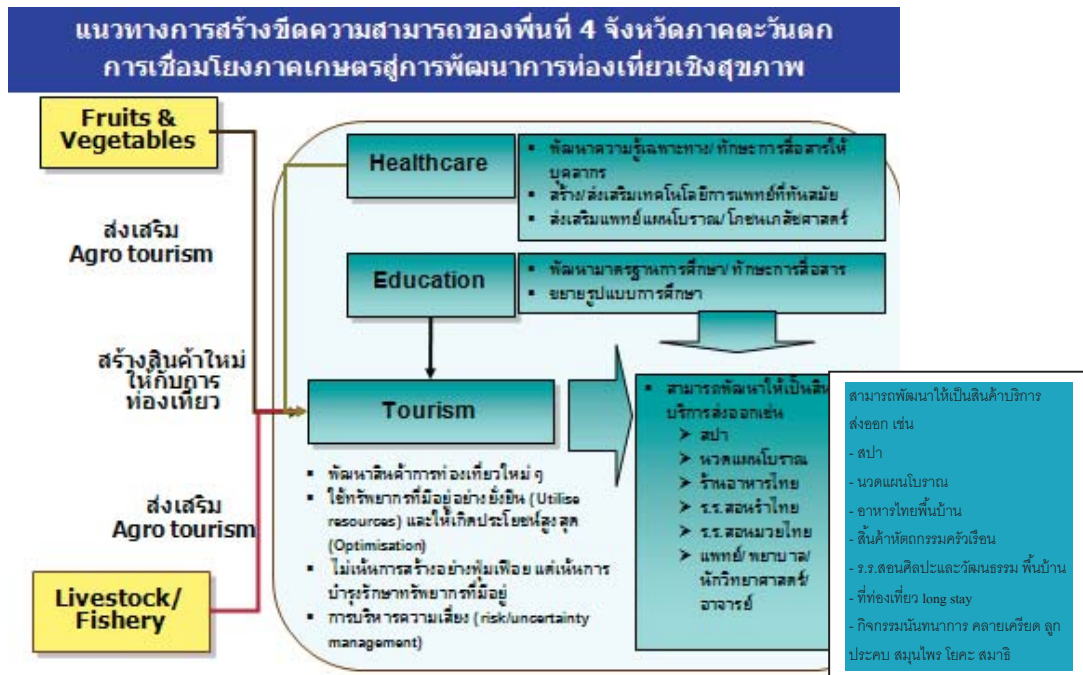 แนวทางการสร้างขีดความสามารถของพื้นที่ 4 จังหวัดภาคตะวันตก
การเชื่อมโยงภาคเกษตรสู่การพัฒนาการท่องเที่ยวเชิงสุขภาพ
Fruits &
Vegetables
ส่งเสริม
Agro tourism
สร้างสินค้าใหม่
ให้กับการ
ท่องเที่ยว
ส่งเสริม
Agro tourism
Livestock/
Fishery
Healthcare
▪ พัฒนาความรู้เฉพาะทาง/ ทักษะการสื่อสารให้
บุคลากร
▪ สร้าง/ส่งเสริมเทคโนโลยีการแพทย์ที่ทันสมัย
▪ ส่งเสริมแพทย์แผนโบราณ/ โภชนเภสัชศาสตร์
Education
▪ พัฒนามาตรฐานการศึกษา/ ทักษะการสื่อสาร
▪ ขยายรูปแบบการศึกษา
Tourism
▪ พัฒนาสินค้าการท่องเที่ยวใหม่ ๆ
▪ ใช้ทรัพยากรที่มีอยู่อย่างยั่งยืน (Utilise
resources) และให้เกิดประโยชน์สูงสุด
(Optimisation)
▪ ไม่เน้นการสร้างอย่างฟุ่มเฟือย แต่เน้นการ
บำรุงรักษาทรัพยากรที่มีอยู่
▪ การบริหารความเสี่ยง (risk/uncertainty
management)
▪ สามารถพัฒนาให้เป็นสิน
บริการส่งออกเช่น
➢ สปา
➢ นวดแผนโบราณ
➢ ร้านอาหารไทย
➢ ร.ร.สอนรำไทย
➢ ร.ร.สอนมวยไทย
➢ แพทย์/ พยาบาล/
นักวิทยาศาสตร์/
อาจารย์
สามารถพัฒนาให้เป็นสินค้าบริการ
ส่งออก เช่น
- สปา
- นวดแผนโบราณ
- อาหารไทยพื้นบ้าน
- สิ้นค้าหัตถกรรมครัวเรือน
- ร.ร.สอนศิลปะและวัฒนธรรม พื้นบ้าน
- ที่ท่องเที่ยว long stay
- กิจกรรมนันทนาการ คลายเครียด ลูก
ประคบ สมุนไพร โยคะ สมาธิ